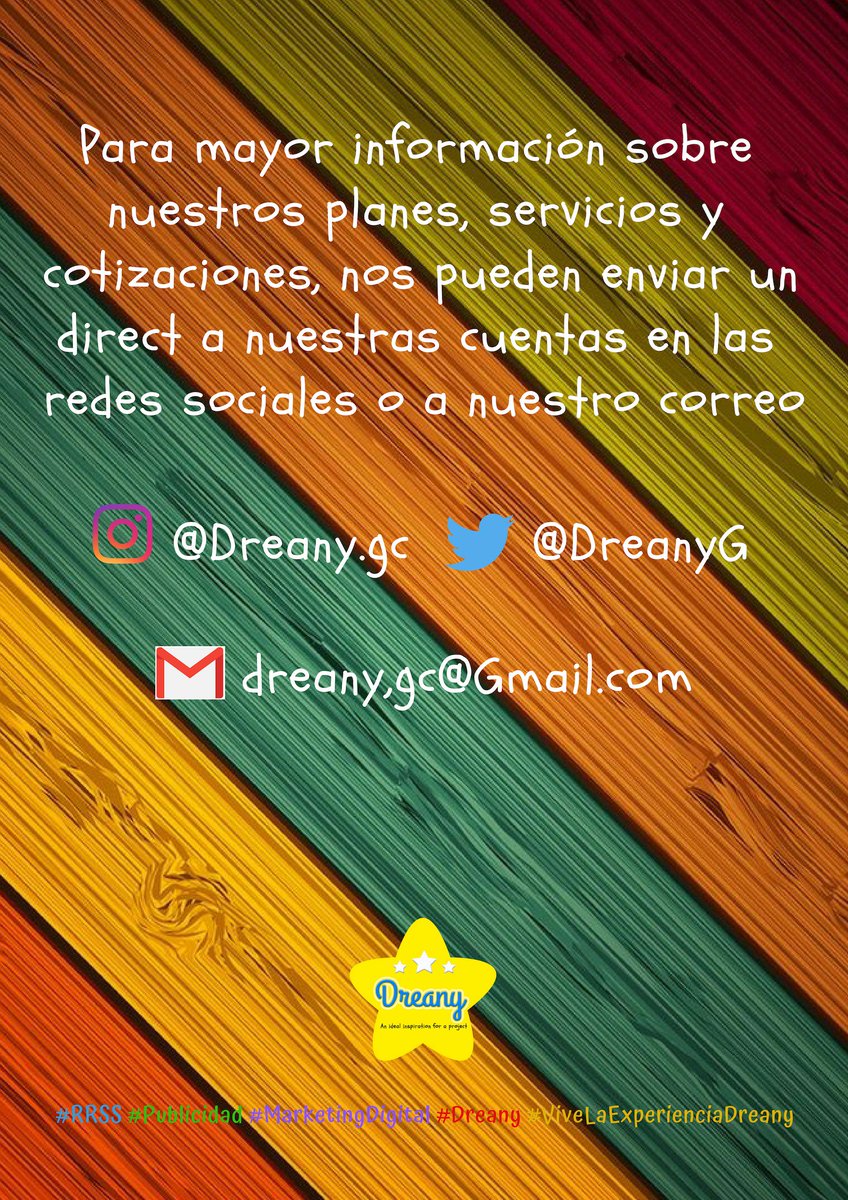 Para mayor información sobre
nuestros planes, servicios y
cotizaciones, nos pueden enviar un
direct a nuestras cuentas en las
redes sociales o a nuestro correo
@Dreany.gc @DreanyG
dreany,gc@Gmail.com
Dreany
An ideal inspiration for a project
#RRSS #Publicidad #MarketingDigital #Dreany #ViveLaExperienciaDreany